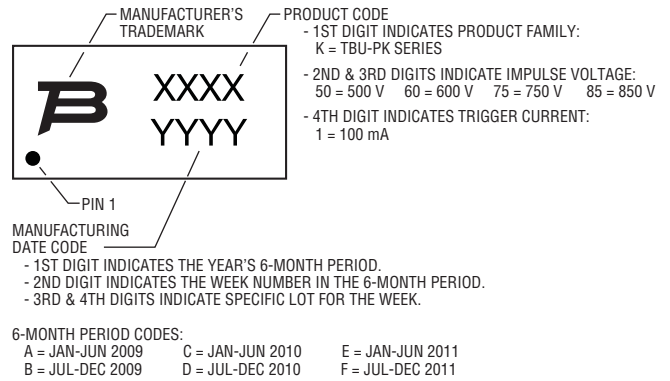 MANUFACTURER'S
TRADEMARK
PRODUCT CODE
- 1ST DIGIT INDICATES PRODUCT FAMILY:
K = TBU-PK SERIES
- 2ND & 3RD DIGITS INDICATE IMPULSE VOLTAGE:
50 = 500 V 60 = 600 V 75 = 750 V 85 = 850 V
- 4TH DIGIT INDICATES TRIGGER CURRENT:
1 = 100 mA
B
XXXX
YYYY
PIN 1
MANUFACTURING
DATE CODE
- 1ST DIGIT INDICATES THE YEAR'S 6-MONTH PERIOD.
- 2ND DIGIT INDICATES THE WEEK NUMBER IN THE 6-MONTH PERIOD.
- 3RD & 4TH DIGITS INDICATE SPECIFIC LOT FOR THE WEEK.
6-MONTH PERIOD CODES:
A = JAN-JUN 2009 C = JAN-JUN 2010 E = JAN-JUN 2011
B = JUL-DEC 2009 D = JUL-DEC 2010 F = JUL-DEC 2011